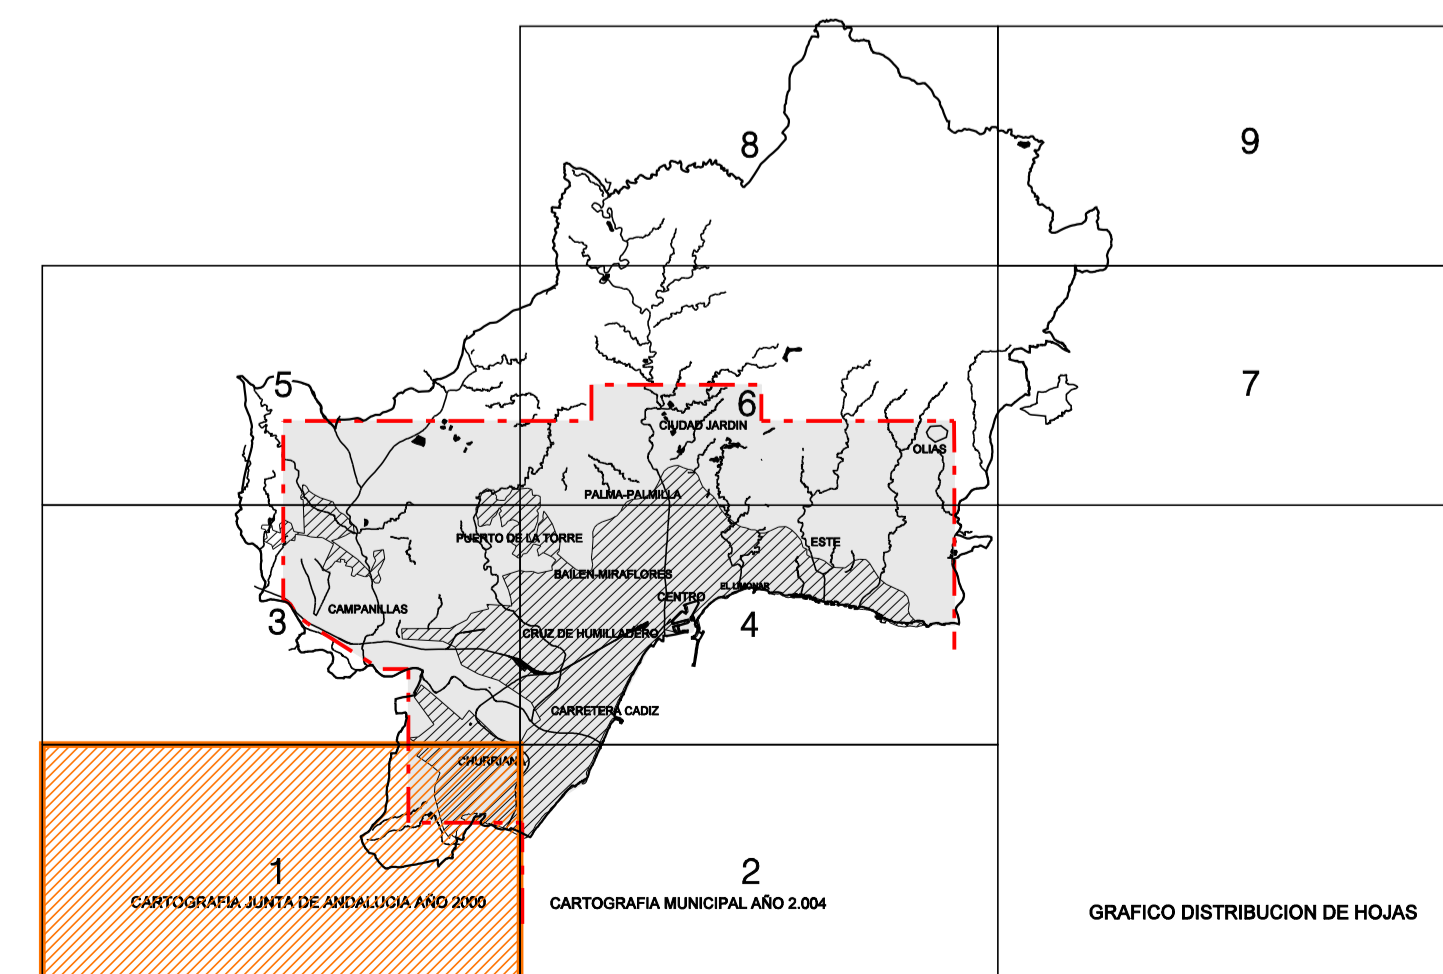 8
9
5
6
7
CIUDAD JARDIN
OLIAS
PALMA-PALMILLA
PUERTO DE LA TORRE
ESTE
BAILEN-MIRAFLORES
EL LIMONAR
CENTRO
CAMPANILLAS
3
4
CRUZ DE HUMILLADERO
CARRETERA CADIZ
CHURRIANA
1
2
CARTOGRAFIA JUNTA DE ANDALUCIA AÑO 2000
CARTOGRAFIA MUNICIPAL AÑO 2.004
GRAFICO DISTRIBUCION DE HOJAS